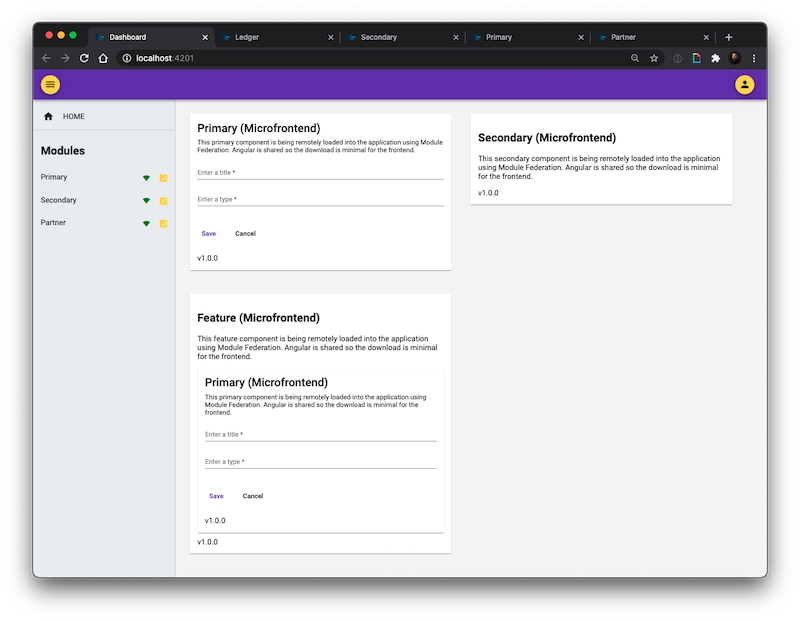 Dashboard
Ledger
Secondary
Primary
Partner
localhost:4201
HOME
Modules
Primary
Secondary
Partner
Primary (Microfrontend)
This primary component is being remotely loaded into the application using Module
Federation. Angular is shared so the download is minimal for the frontend.
Enter a title *
Enter a type *
Save Cancel
v1.0.0
Secondary (Microfrontend)
This secondary component is being remotely loaded into the application
using Module Federation. Angular is shared so the download is minimal
for the frontend.
v1.0.0
Feature (Microfrontend)
This feature component is being remotely loaded into the application
using Module Federation. Angular is shared so the download is minimal
for the frontend.
Primary (Microfrontend)
This primary component is being remotely loaded into the application using
Module Federation. Angular is shared so the download is minimal for the
frontend.
Enter a title *
Enter a type *
Save Cancel
v1.0.0
v1.0.0